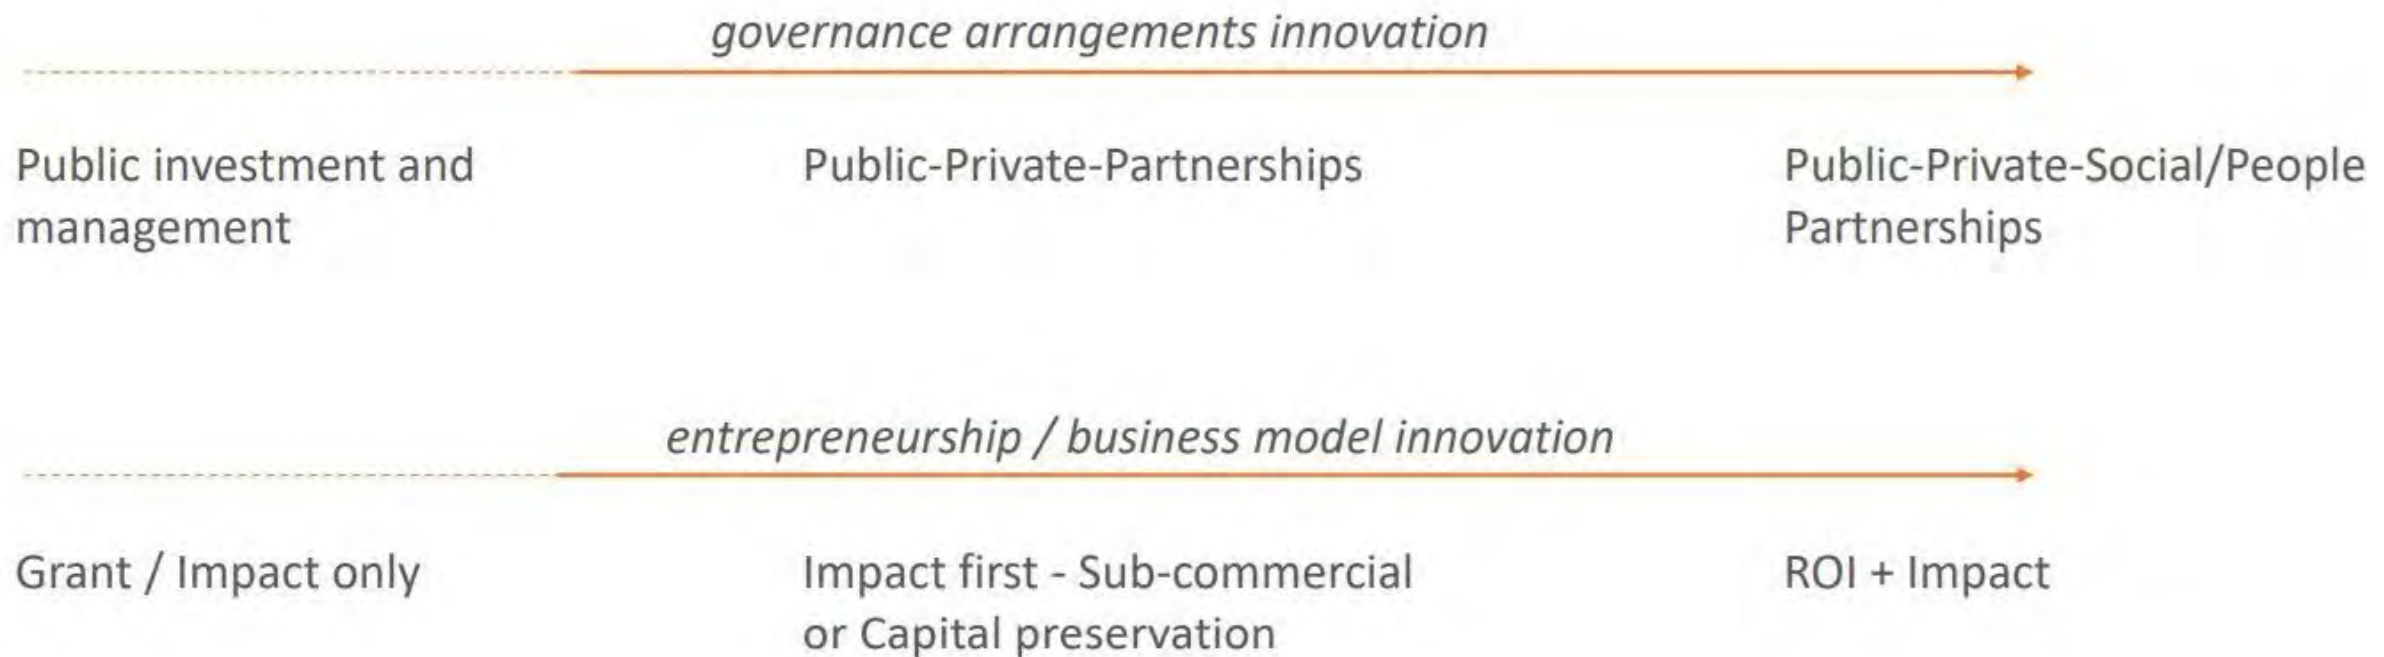 governance arrangements innovation
Public investment and
management
Public-Private-Partnerships
Public-Private-Social/People
Partnerships
entrepreneurship / business model innovation
Grant / Impact only
Impact first - Sub-commercial
or Capital preservation
ROI + Impact